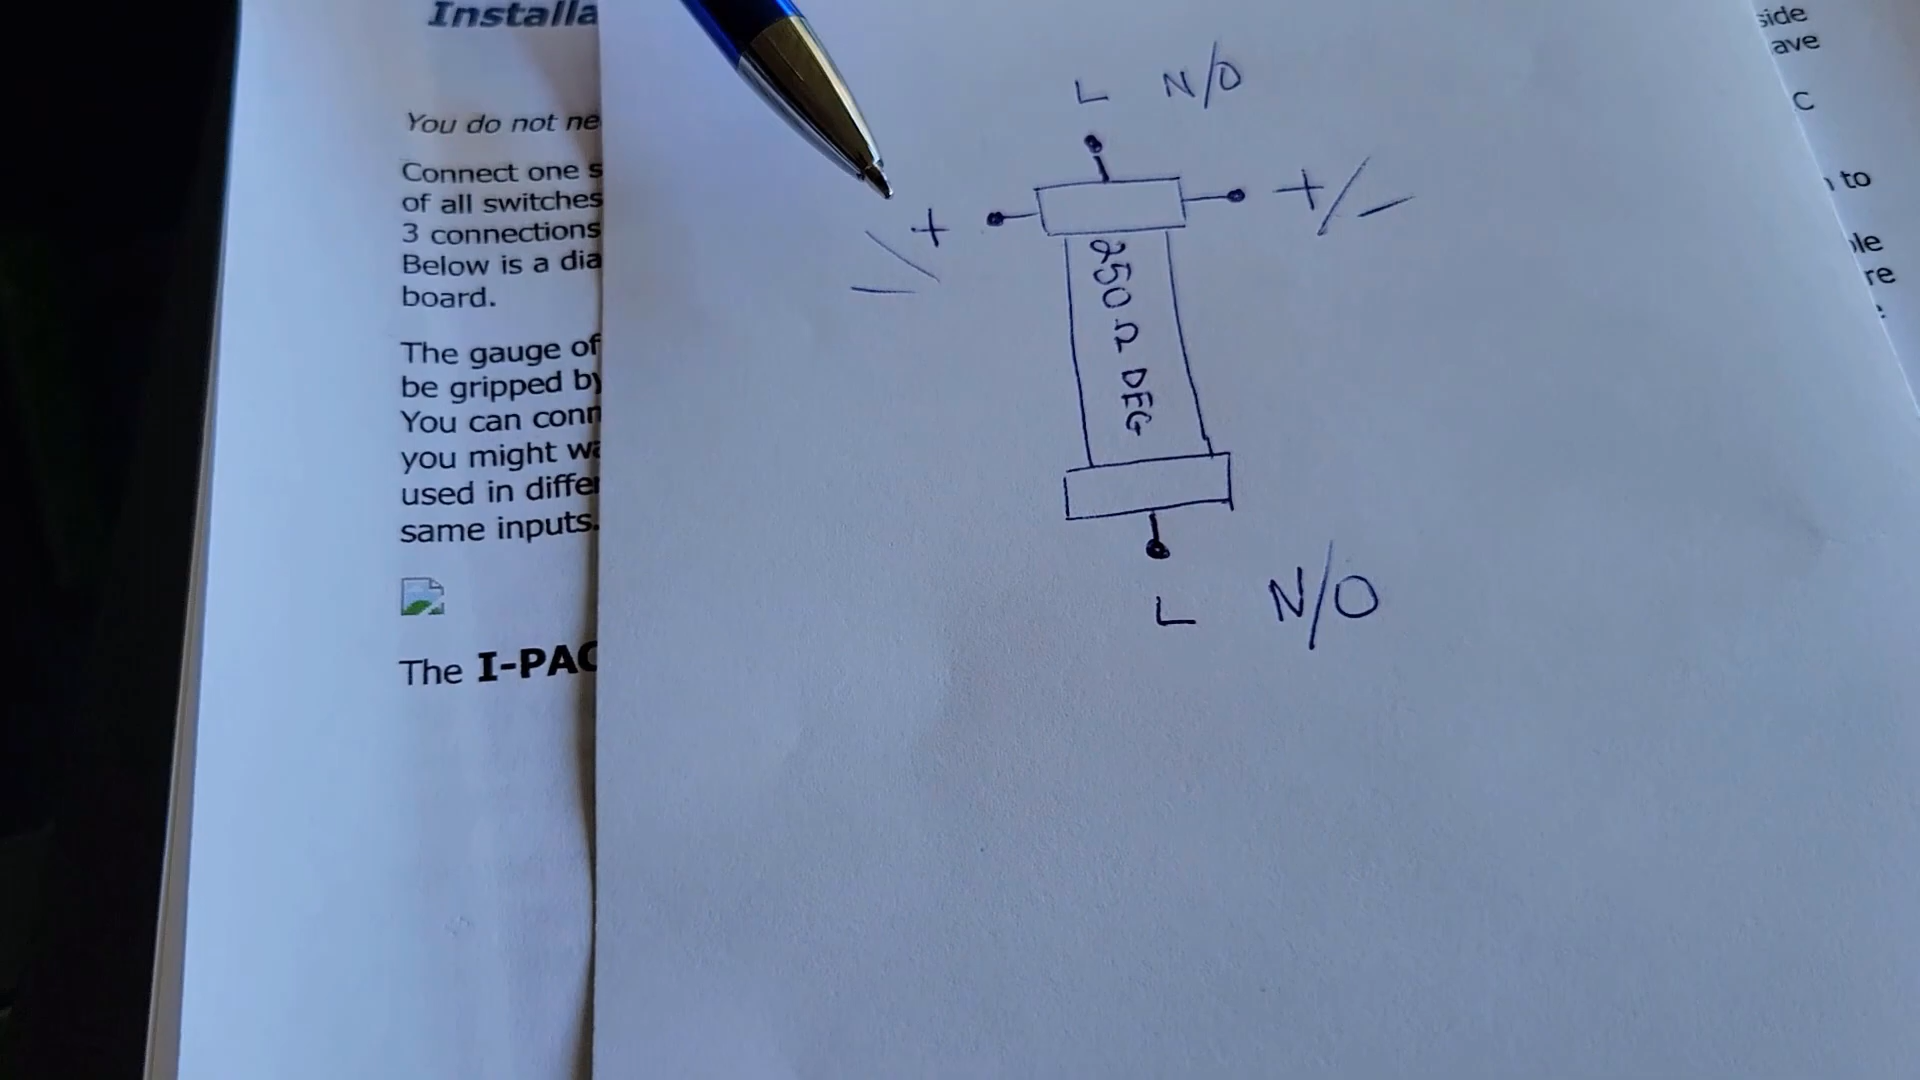 Installa
You do not ne
Connect one s
of all switches
3 connections
Below is a dia
board.
The gauge of
be gripped by
You can conn
you might wa
used in differ
same inputs.
The I-PAC
L N/O
+/-
+/-
250Ω DEG
L N/O
side
ave
C
to
le
re